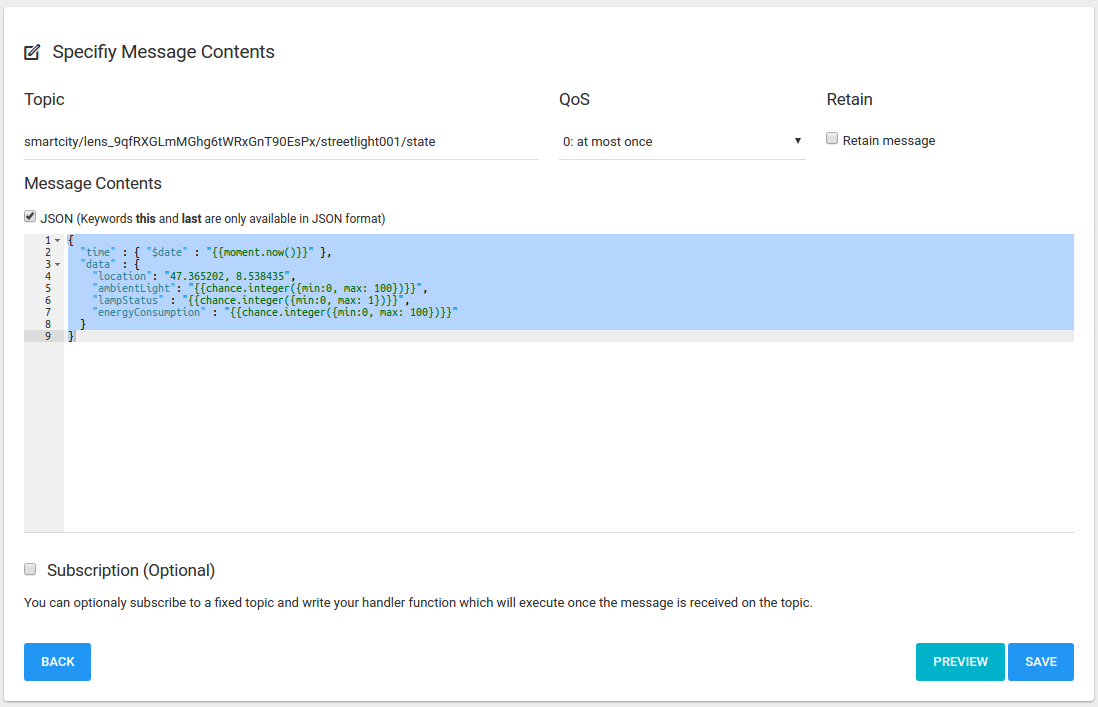 Specifiy Message Contents
Topic
QoS
Retain
smartcity/lens_9qfRXGLmMGhg6tWRxGnT90EsPx/streetlight001/state
0: at most once
Retain message
Message Contents
JSON (Keywords this and last are only available in JSON format)
1 {
2 "time" : { "$date" : "{{moment.now()}}" },
3 "data" : {
4 "location": "47.365202, 8.538435",
5 "ambientLight": "{{chance.integer({min:0, max: 100})}}",
6 "lampStatus" : "{{chance.integer({min:0, max: 1})}}",
7 "energyConsumption" : "{{chance.integer({min:0, max: 100})}}"
8 }
9 }
Subscription (Optional)
You can optionaly subscribe to a fixed topic and write your handler function which will execute once the message is received on the topic.
BACK
PREVIEW
SAVE